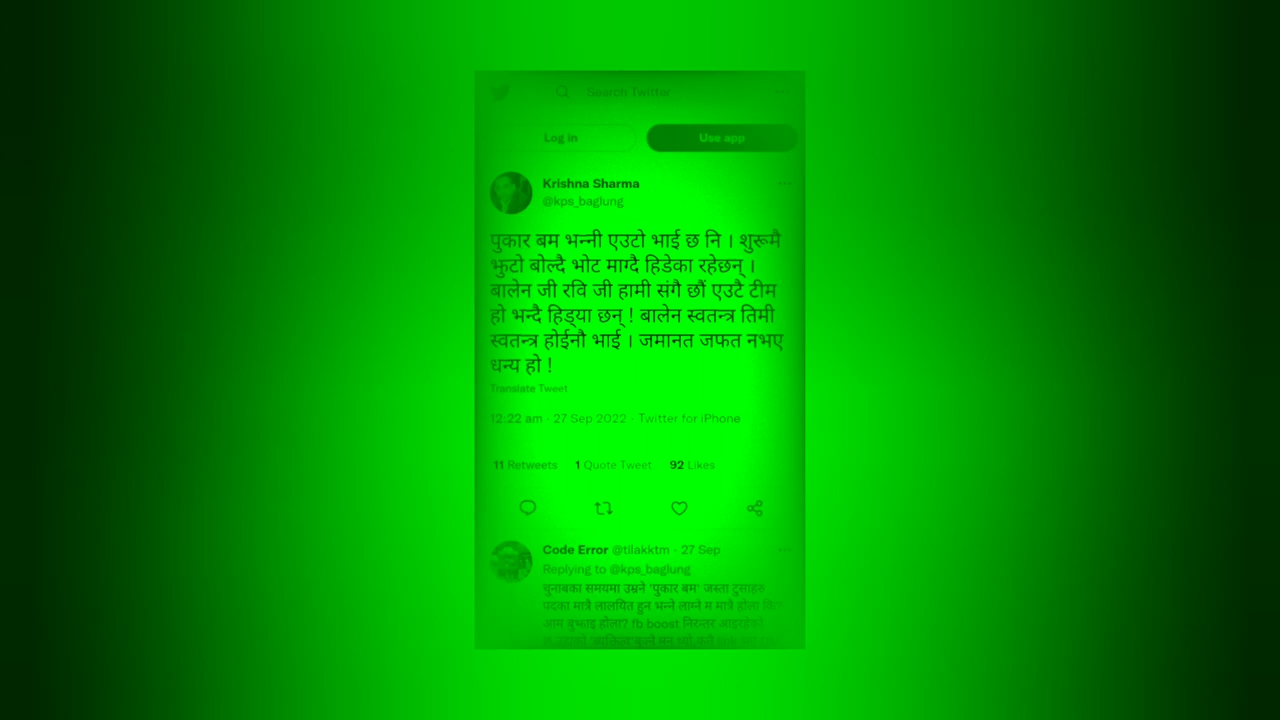 Search Twitter
Log in
Use app
Krishna Sharma
@kps_baglung
पुकार बम भन्नी एउटो भाई छ नि । शुरूमै
झुटो बोल्दै भोट माग्दै हिडेका रहेछन् ।
बालेन जी रवि जी हामी संगै छौं एउटै टीम
हो भन्दै हिड्या छन् ! बालेन स्वतन्त्र तिमी
स्वतन्त्र होईनौ भाई । जमानत जफत नभए
धन्य हो !
Translate Tweet
12:22 am · 27 Sep 2022 · Twitter for iPhone
11 Retweets 1 Quote Tweet 92 Likes
Code Error @tilakktm · 27 Sep
Replying to @kps_baglung
चुनाबका समयमा उम्रने "पुकार बम" जस्ता टुसाहरु
पदका मात्रै लालयित हुन भन्ने लाग्ने म मात्रै होला कि?
आम बुझाइ होला? fb boost निरन्तर